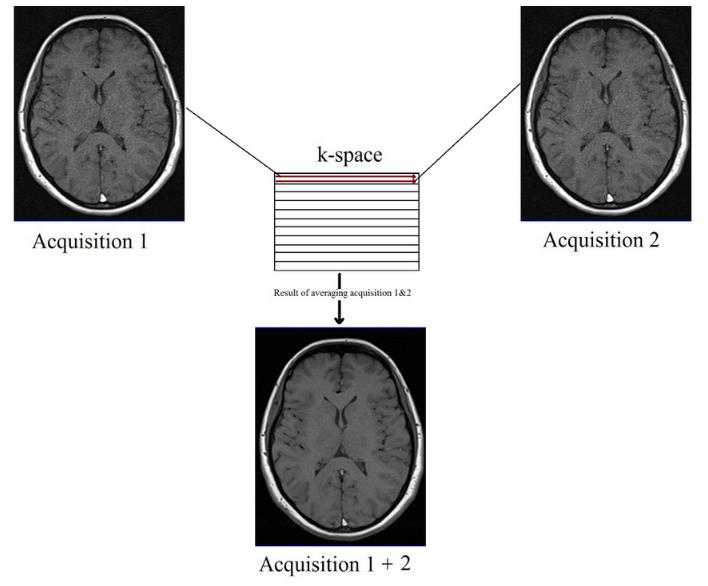 k-space
Acquisition 1
Acquisition 2
Result of averaging acquisition 1&2
Acquisition 1 + 2